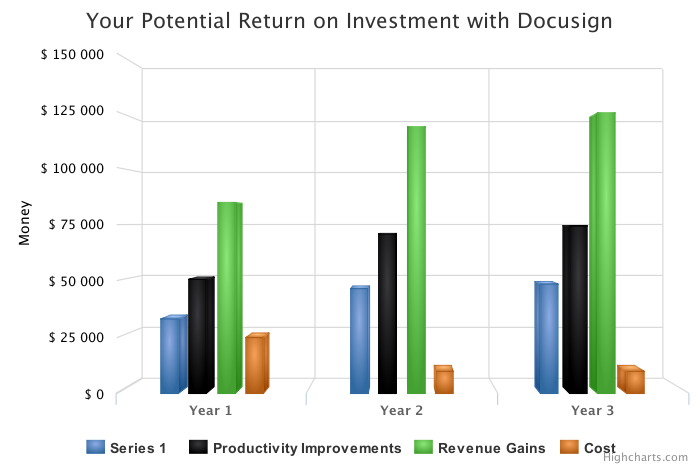 Your Potential Return on Investment with Docusign
$ 150 000
$ 125 000
$ 100 000
$ 75 000
$ 50 000
$ 25 000
$ 0
Money
Year 1 Year 2 Year 3
Series 1 Productivity Improvements Revenue Gains Cost
Highcharts.com